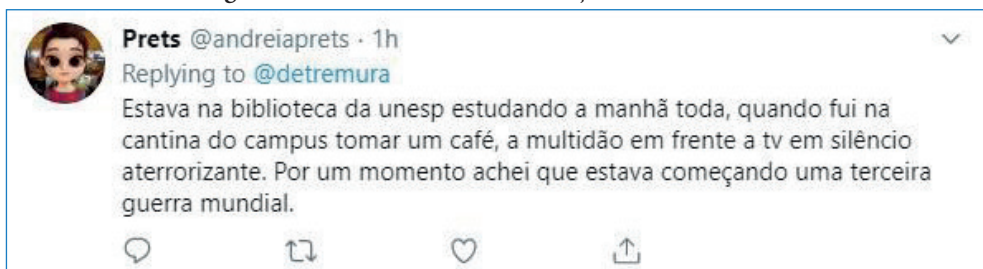 Prets @andreiaprets · 1h
Replying to @detremura
Estava na biblioteca da unesp estudando a manhã toda, quando fui na
cantina do campus tomar um café, a multidão em frente a tv em silêncio
aterrorizante. Por um momento achei que estava começando uma terceira
guerra mundial.